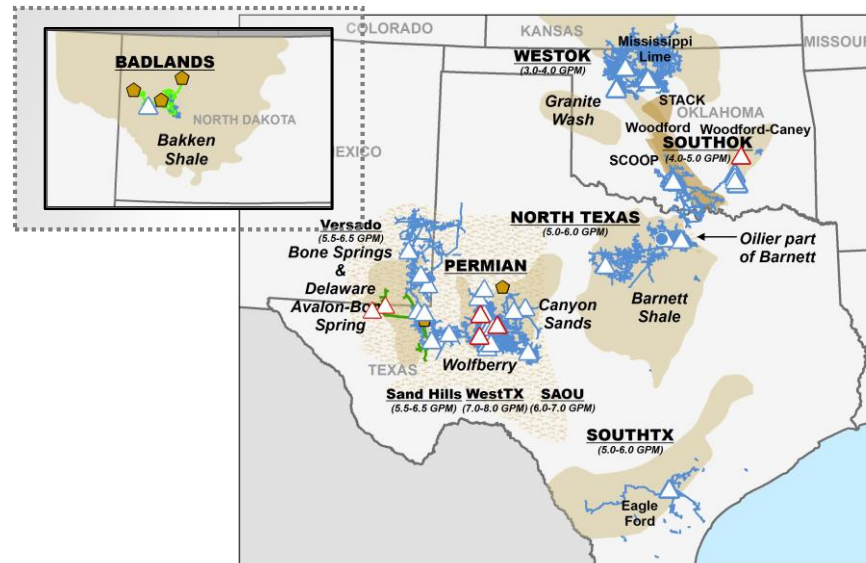 COLORADO
KANSAS
MISSOURI
BADLANDS
NORTH DAKOTA
Bakken
Shale
WESTOK
(3.0-4.0 GPM)
Mississippi
Lime
Granite
Wash
STACK
OKLAHOMA
Woodford
Woodford-Caney
SOUTHOK
(4.0-5.0 GPM)
SCOOP
MEXICO
Versado
(5.5-6.5 GPM)
Bone Springs
&
Delaware
Avalon-Bone
Spring
NORTH TEXAS
(5.0-6.0 GPM)
Oilier part
of Barnett
PERMIAN
Canyon
Sands
Barnett
Shale
Wolfberry
TEXAS
Sand Hills
(5.5-6.5 GPM)
WestTX
(7.0-8.0 GPM)
SAOU
(6.0-7.0 GPM)
SOUTHTX
(5.0-6.0 GPM)
Eagle
Ford